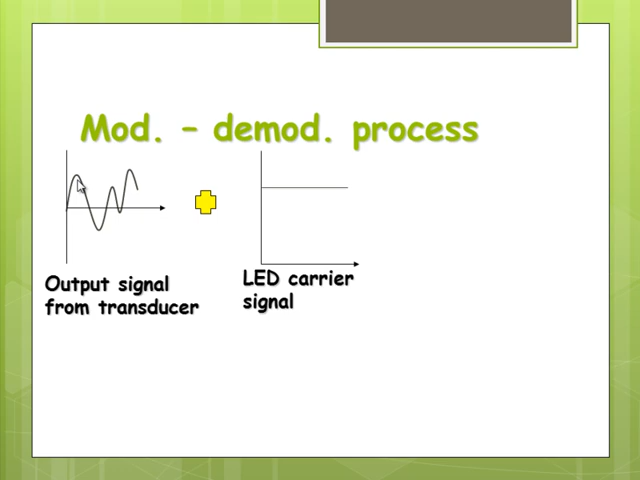 Mod. – demod. process
Output signal
from transducer
LED carrier
signal